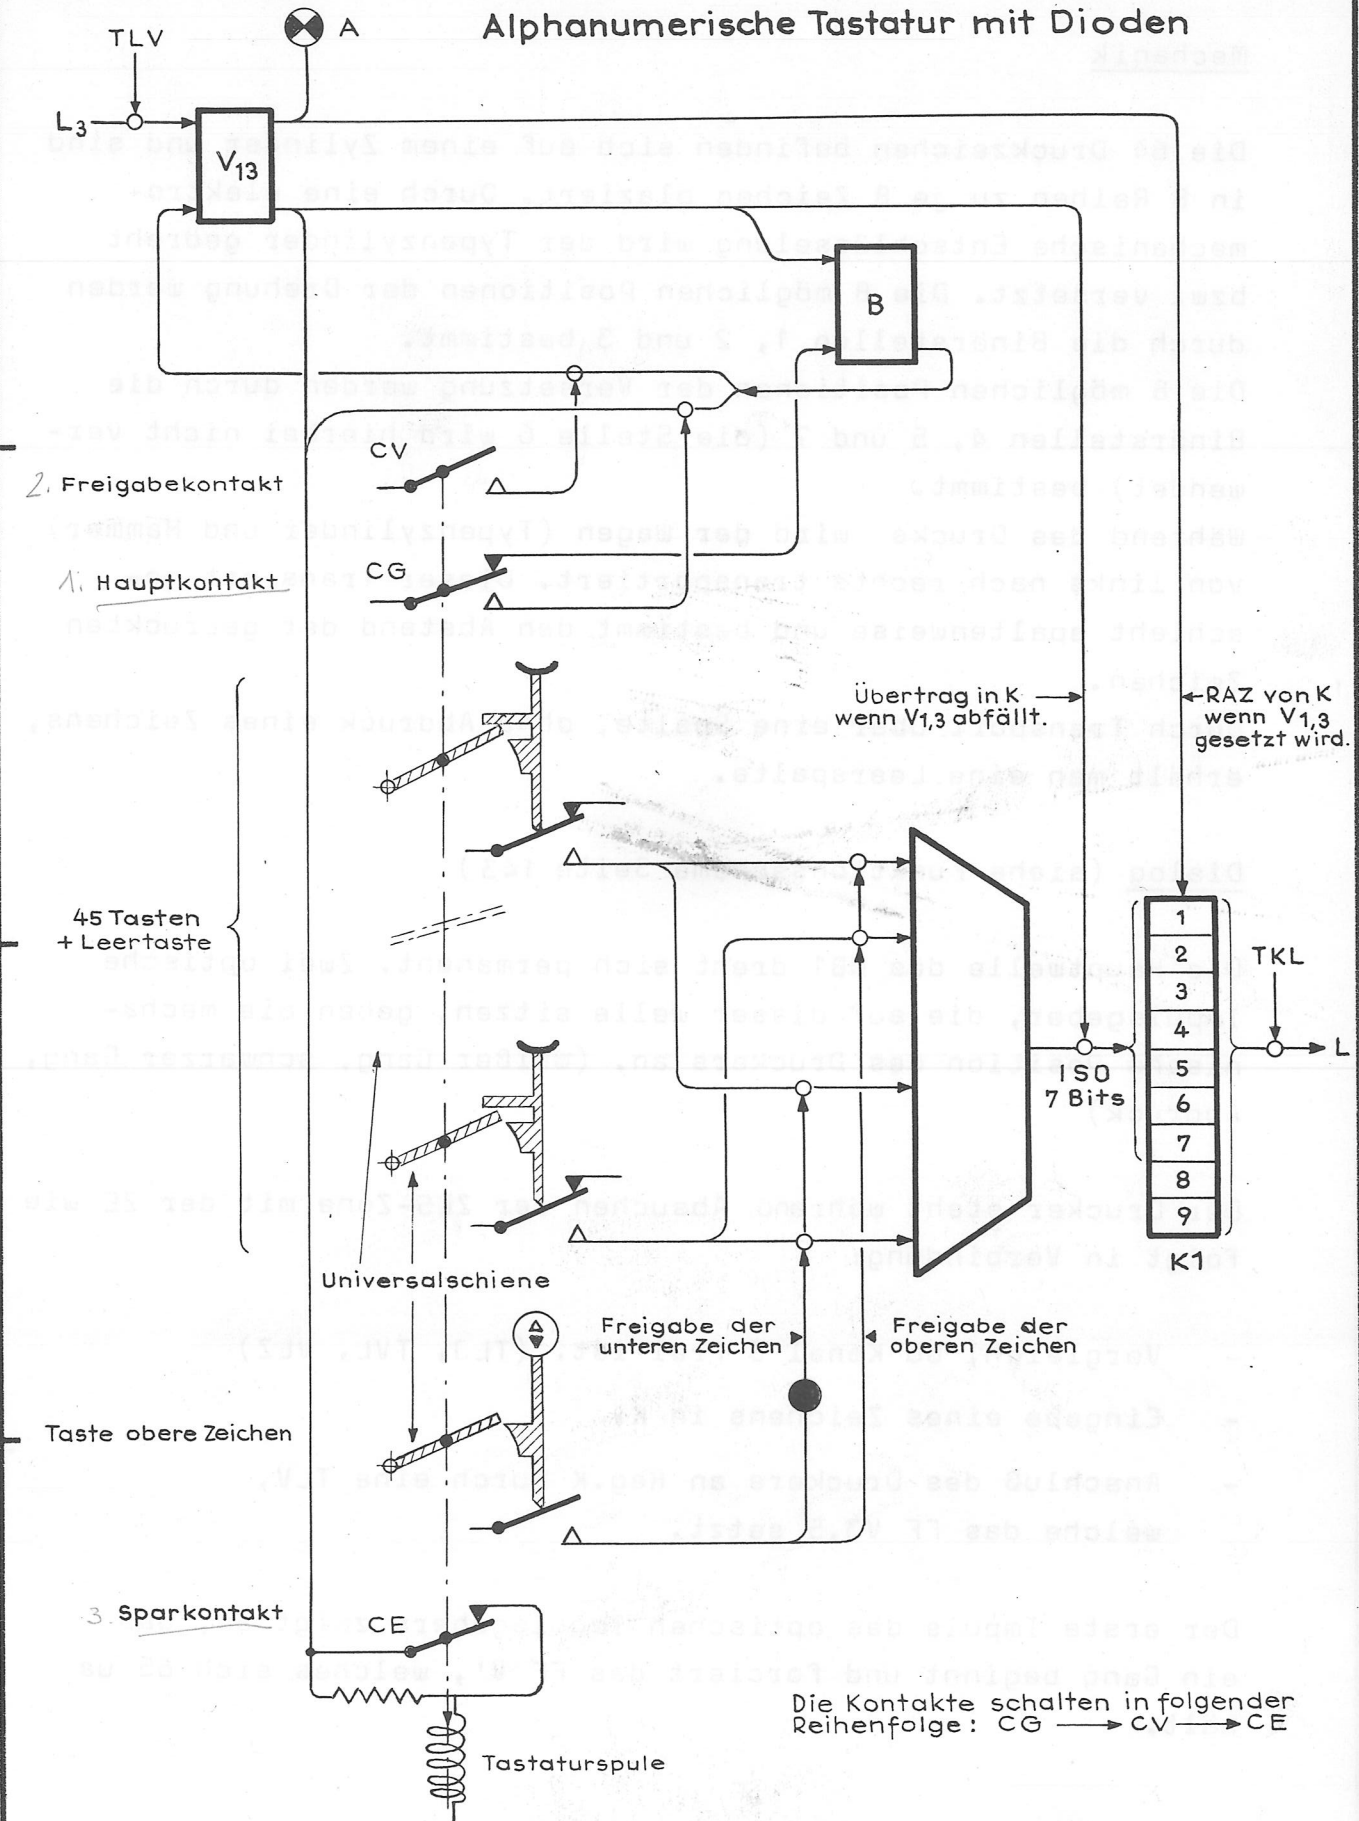 Alphanumerische Tastatur mit Dioden
A
TLV
L3
V13
B
CV
2. Freigabekontakt
CG
1. Hauptkontakt
Übertrag in K
wenn V1,3 abfällt.
RAZ von K
wenn V1,3
gesetzt wird.
45 Tasten
+ Leertaste
1
2
3
4
5
6
7
8
9
K1
TKL
L
ISO
7 Bits
Universalschiene
Freigabe der
unteren Zeichen
Freigabe der
oberen Zeichen
Taste obere Zeichen
3. Sparkontakt
CE
Die Kontakte schalten in folgender
Reihenfolge: CG → CV → CE
Tastaturspule